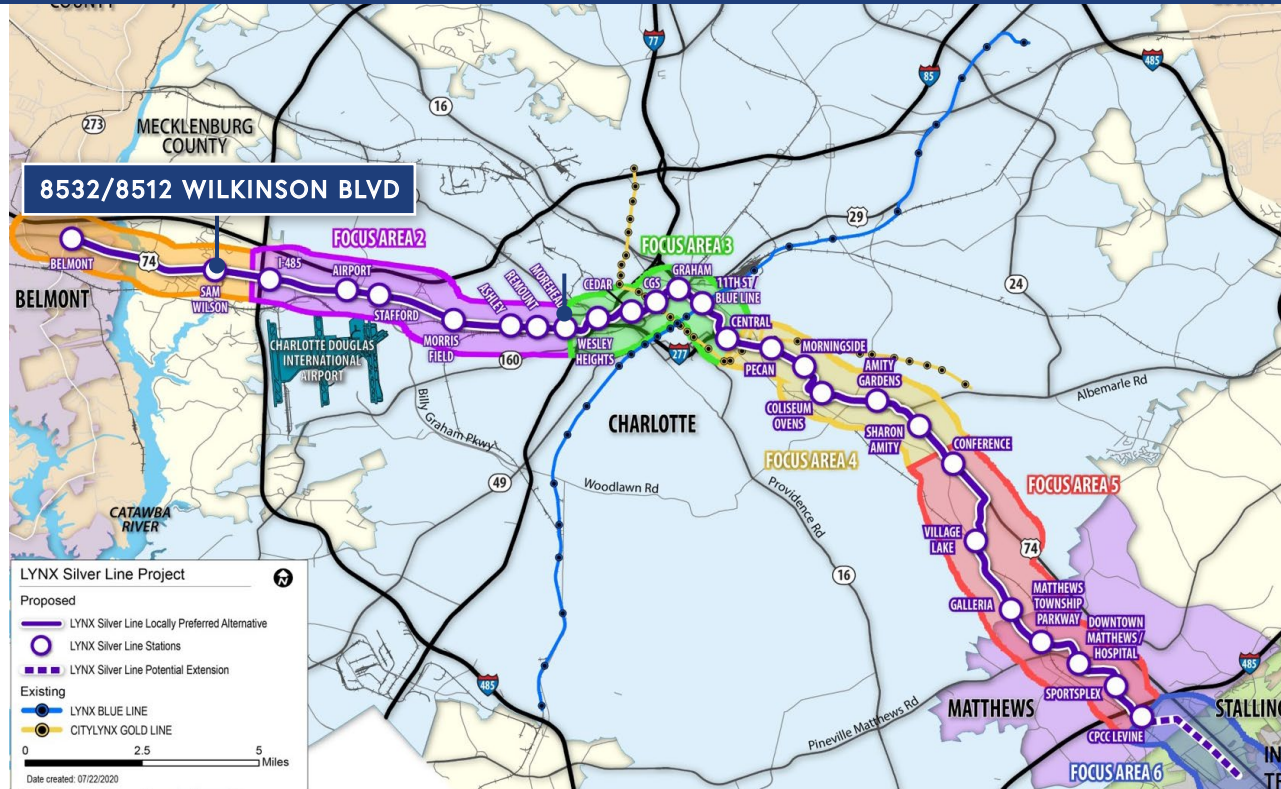 COUNTY
77
485
85
16
273
MECKLENBURG
COUNTY
8532/8512 WILKINSON BLVD
29
FOCUS AREA 2
FOCUS AREA 3
BELMONT
74
SAM
WILSON
I-485
AIRPORT
STAFFORD
MORRIS
FIELD
ASHLEY
REMOUNT
MOREHEAD
CEDAR
CGS
GRAHAM
11TH ST /
BLUE LINE
WESLEY
HEIGHTS
CENTRAL
277
BELMONT
24
CHARLOTTE DOUGLAS
INTERNATIONAL
AIRPORT
160
PECAN
MORNINGSIDE
AMITY
GARDENS
COLISEUM
OVENS
SHARON
AMITY
Albemarle Rd
Billy Graham Pkwy
CHARLOTTE
CONFERENCE
FOCUS AREA 4
FOCUS AREA 5
49
Woodlawn Rd
Providence Rd
CATAWBA
RIVER
VILLAGE
LAKE
74
16
GALLERIA
MATTHEWS
TOWNSHIP
PARKWAY
DOWNTOWN
MATTHEWS /
HOSPITAL
485
485
SPORTSPLEX
MATTHEWS
Pineville Matthews Rd
CPCC LEVINE
STALLING
FOCUS AREA 6
IN
LYNX Silver Line Project
N
Proposed
LYNX Silver Line Locally Preferred Alternative
LYNX Silver Line Stations
LYNX Silver Line Potential Extension
Existing
LYNX BLUE LINE
CITYLYNX GOLD LINE
0 2.5 5
Miles
Date created: 07/22/2020